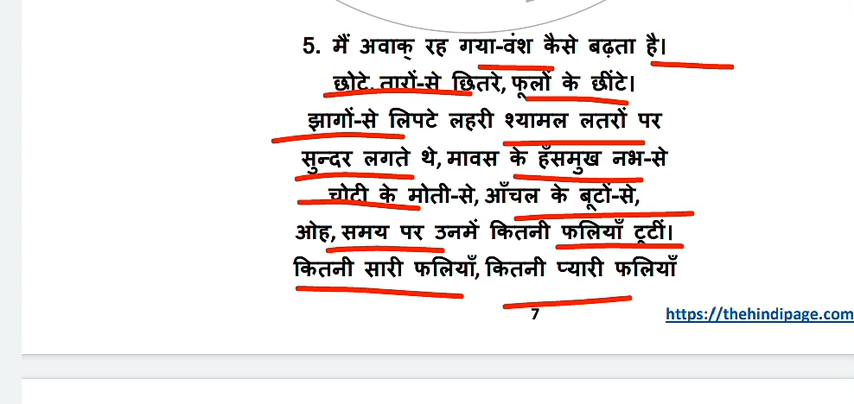 5. मैं अवाक् रह गया-वंश कैसे बढ़ता है।
छोटे, तारों-से छितरे, फूलों के छींटे।
झागों-से लिपटे लहरी श्यामल लतरों पर
सुन्दर लगते थे, मावस के हँसमुख नभ-से
चोटी के मोती-से, आँचल के बूटों-से,
ओह, समय पर उनमें कितनी फलियाँ टूटीं।
कितनी सारी फलियाँ, कितनी प्यारी फलियाँ
7
https://thehindipage.com